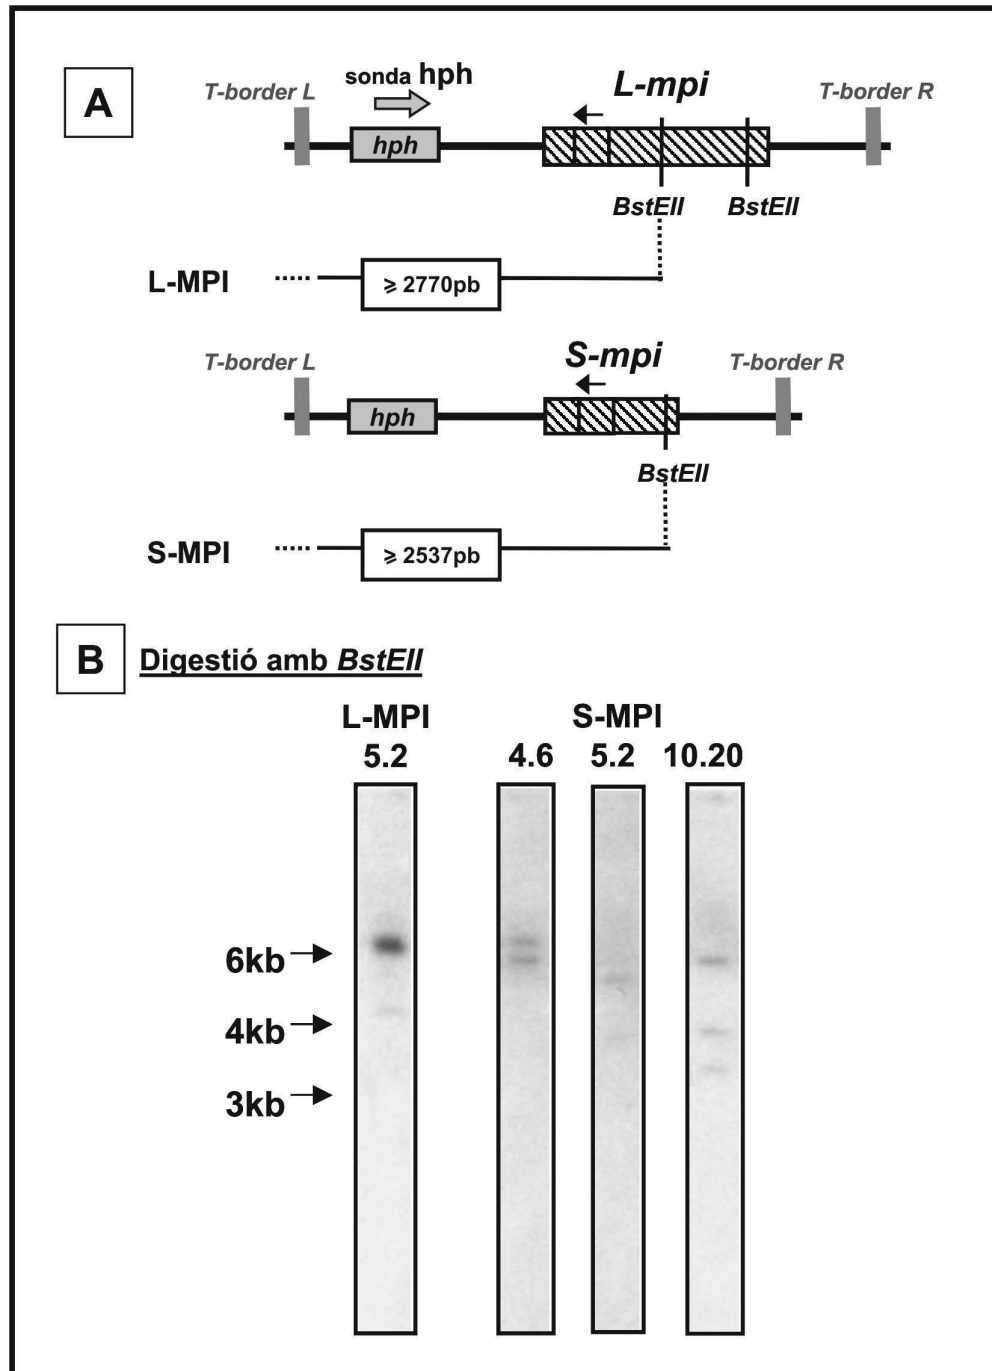 A
sonda hph
T-border L
L-mpi
T-border R
hph
BstEII
BstEII
L-MPI
⩾ 2770pb
T-border L
S-mpi
T-border R
hph
BstEII
S-MPI
⩾ 2537pb
B
Digestió amb BstEII
L-MPI
S-MPI
5.2
4.6
5.2
10.20
6kb
4kb
3kb